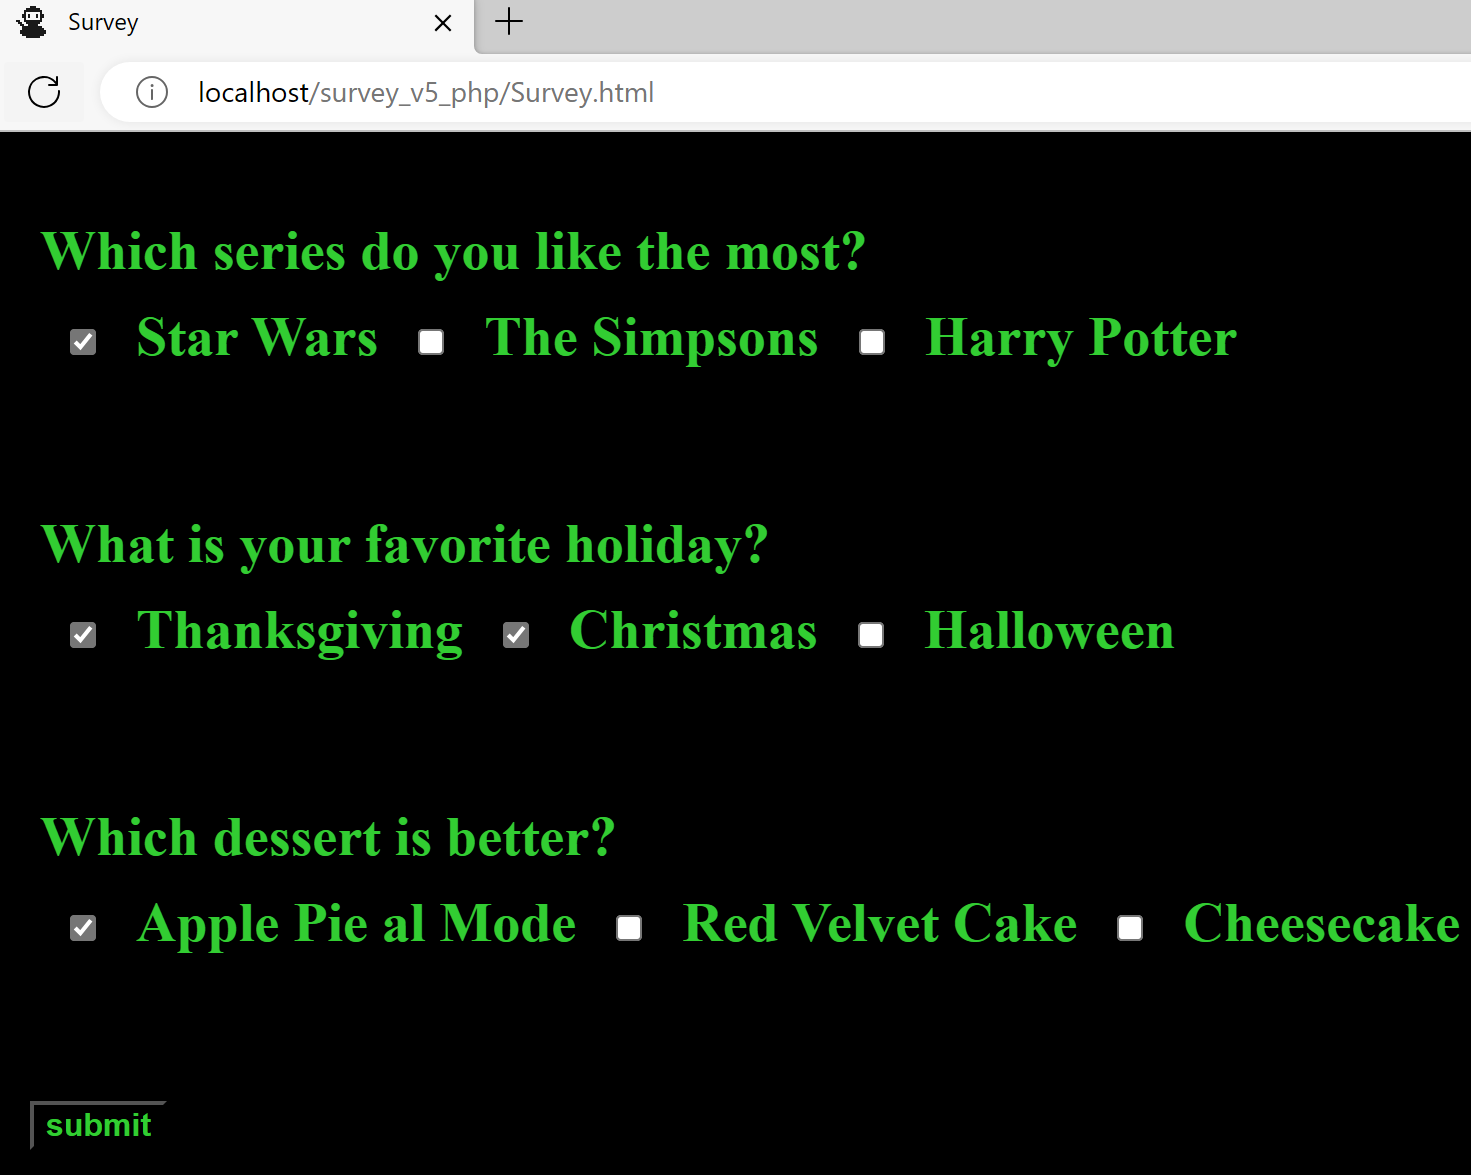 Survey
localhost/survey_v5_php/Survey.html
Which series do you like the most?
Star Wars The Simpsons Harry Potter
What is your favorite holiday?
Thanksgiving Christmas Halloween
Which dessert is better?
Apple Pie al Mode Red Velvet Cake Cheesecake
submit